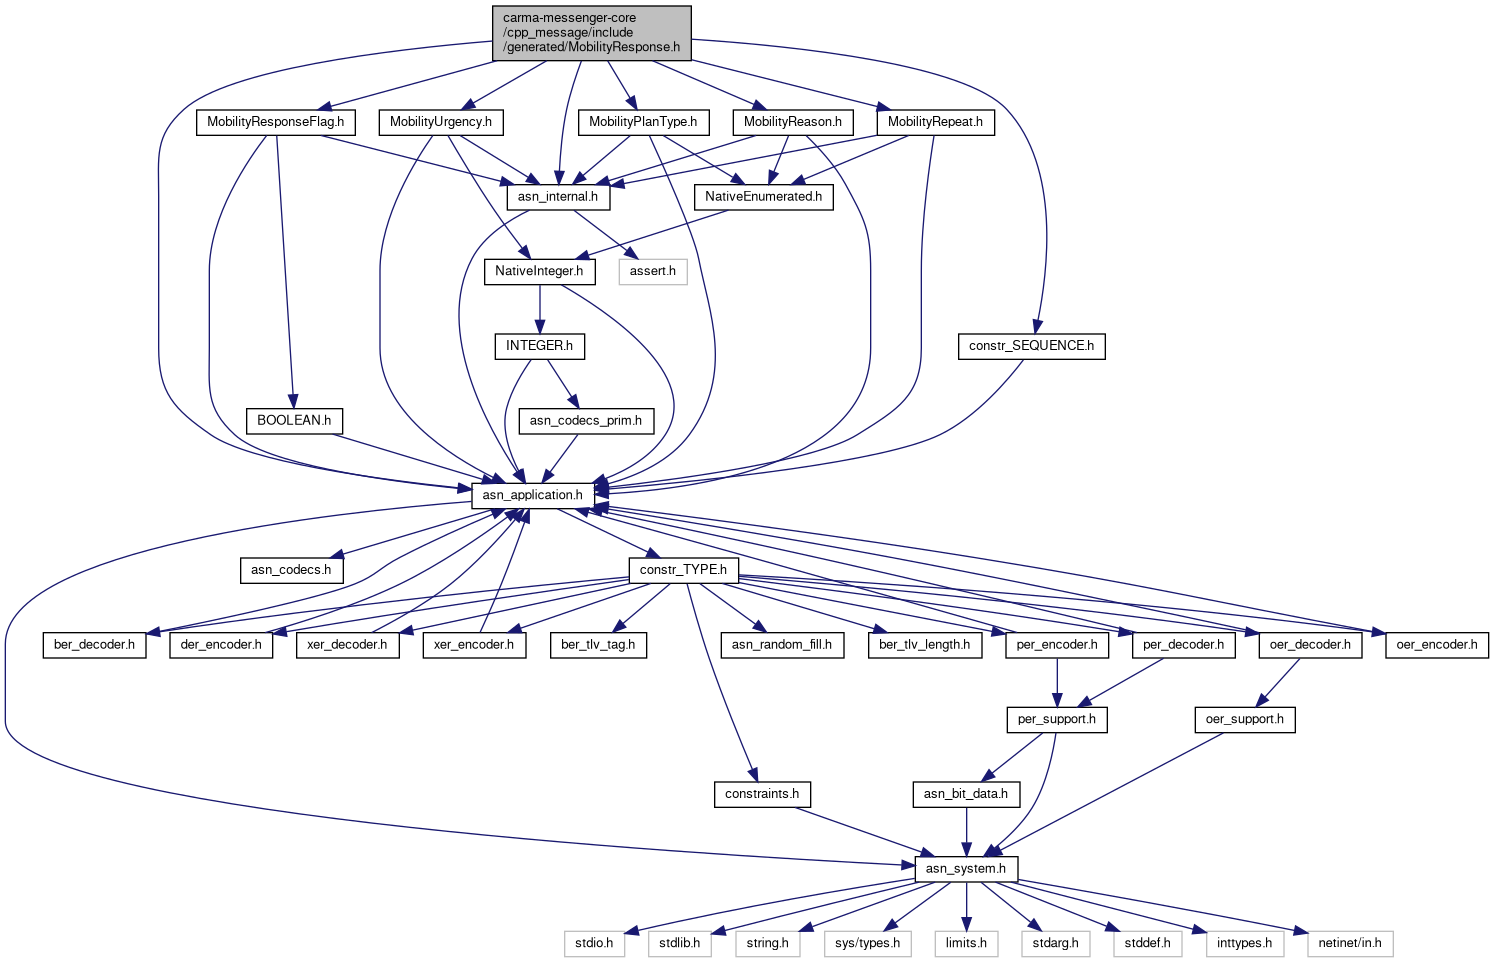 carma-messenger-core
/cpp_message/include
/generated/MobilityResponse.h
MobilityResponseFlag.h
MobilityUrgency.h
MobilityPlanType.h
MobilityReason.h
MobilityRepeat.h
asn_internal.h
NativeEnumerated.h
NativeInteger.h
assert.h
INTEGER.h
constr_SEQUENCE.h
BOOLEAN.h
asn_codecs_prim.h
asn_application.h
asn_codecs.h
constr_TYPE.h
ber_decoder.h
der_encoder.h
xer_decoder.h
xer_encoder.h
ber_tlv_tag.h
asn_random_fill.h
ber_tlv_length.h
per_encoder.h
per_decoder.h
oer_decoder.h
oer_encoder.h
per_support.h
oer_support.h
constraints.h
asn_bit_data.h
asn_system.h
stdio.h
stdlib.h
string.h
sys/types.h
limits.h
stdarg.h
stddef.h
inttypes.h
netinet/in.h